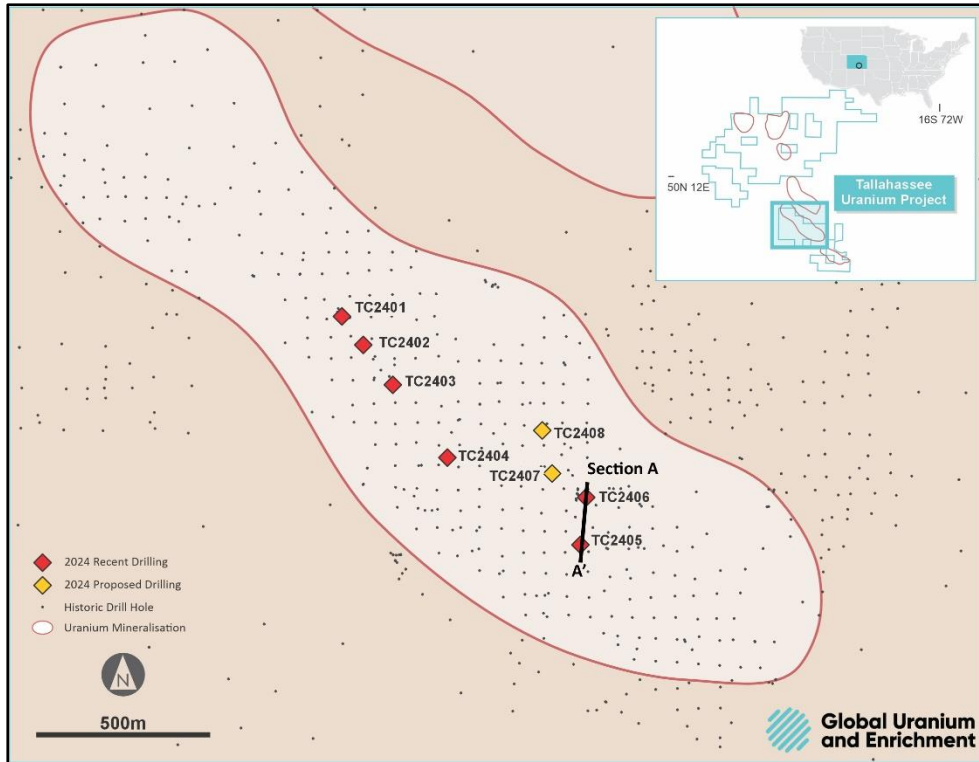 16S 72W
50N 12E
Tallahassee
Uranium Project
TC2401
TC2402
TC2403
TC2408
TC2404
TC2407
Section A
TC2406
TC2405
A'
2024 Recent Drilling
2024 Proposed Drilling
Historic Drill Hole
Uranium Mineralisation
N
500m
Global Uranium
and Enrichment